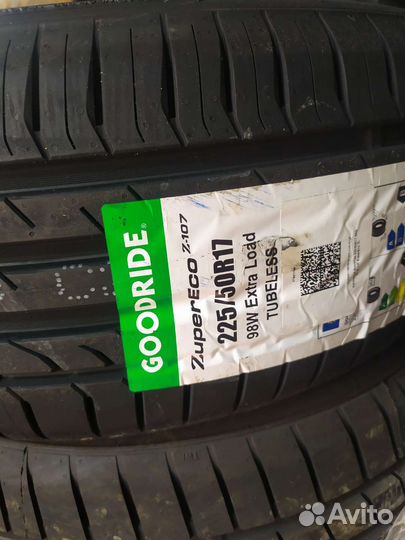 GOODRIDE®
ZuperEco Z-107
225/50R17
98W Extra Load
TUBELESS
Avito